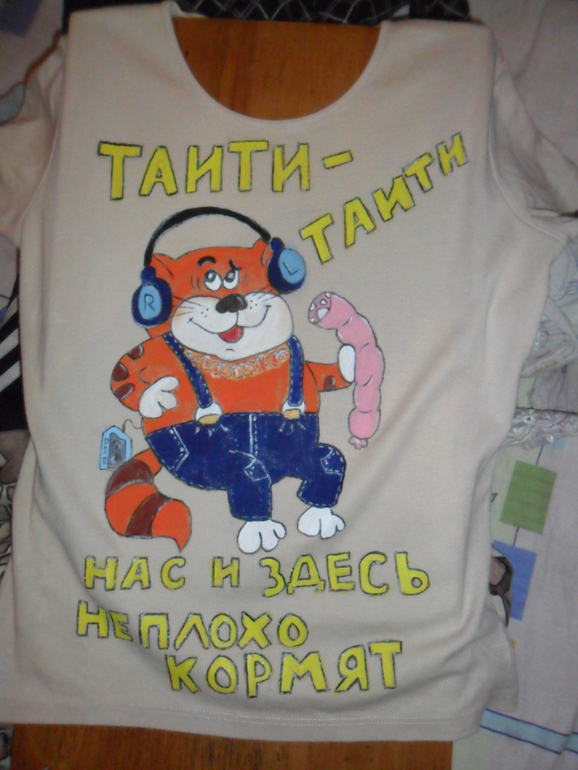 ТАИТИ-
ТАИТИ
R
L
НАС И ЗДЕСЬ
НЕПЛОХО
КОРМЯТ